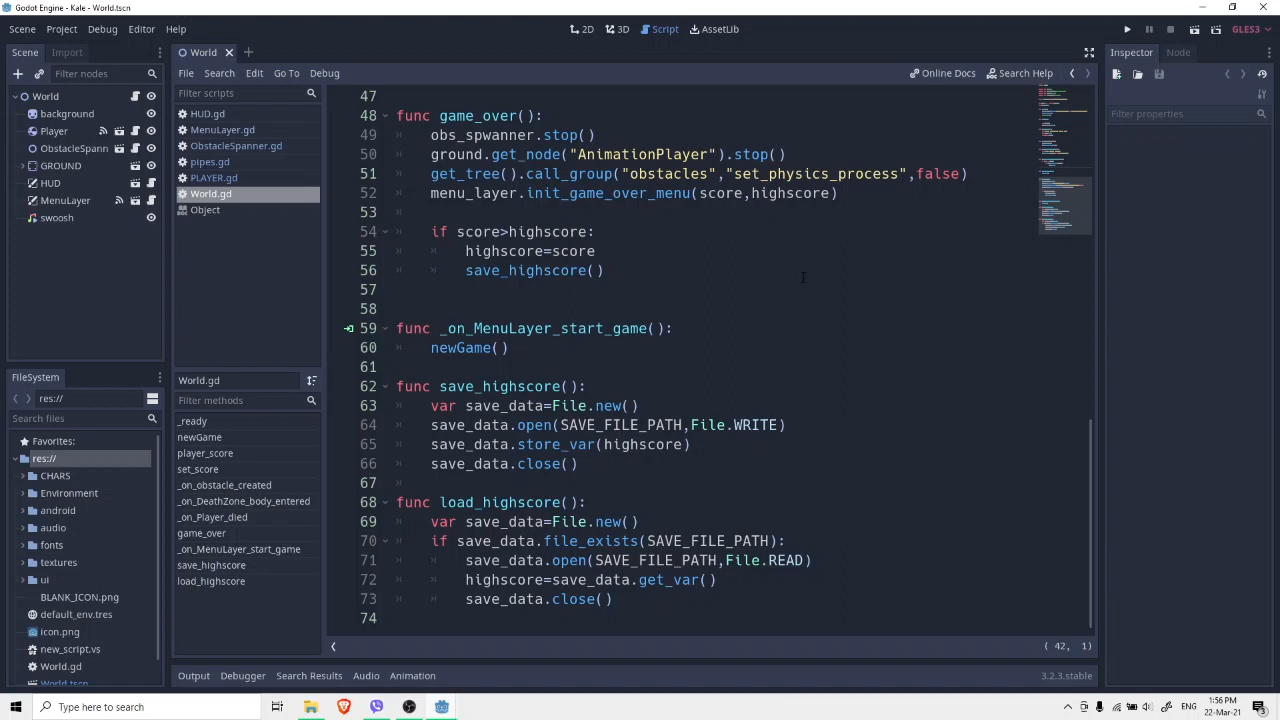 Godot Engine - Kale - World.tscn
Scene Project Debug Editor Help
2D 3D Script AssetLib
GLES3
Scene Import
Filter nodes
World
background
Player
ObstacleSpann
GROUND
HUD
MenuLayer
swoosh
FileSystem
res://
Search files
Favorites:
res://
CHARS
Environment
android
audio
fonts
textures
ui
BLANK_ICON.png
default_env.tres
icon.png
new_script.vs
World.gd
World.tscn
World
File Search Edit Go To Debug
Online Docs Search Help
Filter scripts
HUD.gd
MenuLayer.gd
ObstacleSpanner.gd
pipes.gd
PLAYER.gd
World.gd
Object
World.gd
Filter methods
_ready
newGame
player_score
set_score
_on_obstacle_created
_on_DeathZone_body_entered
_on_Player_died
game_over
_on_MenuLayer_start_game
save_highscore
load_highscore
47
48 func game_over():
49 obs_spwanner.stop()
50 ground.get_node("AnimationPlayer").stop()
51 get_tree().call_group("obstacles","set_physics_process",false)
52 menu_layer.init_game_over_menu(score,highscore)
53
54 if score>highscore:
55 highscore=score
56 save_highscore()
57
58
59 func _on_MenuLayer_start_game():
60 newGame()
61
62 func save_highscore():
63 var save_data=File.new()
64 save_data.open(SAVE_FILE_PATH,File.WRITE)
65 save_data.store_var(highscore)
66 save_data.close()
67
68 func load_highscore():
69 var save_data=File.new()
70 if save_data.file_exists(SAVE_FILE_PATH):
71 save_data.open(SAVE_FILE_PATH,File.READ)
72 highscore=save_data.get_var()
73 save_data.close()
74
( 42, 1)
Output Debugger Search Results Audio Animation
3.2.3.stable
Inspector Node
Filter properties
Type here to search
ENG
1:56 PM
22-Mar-21
3